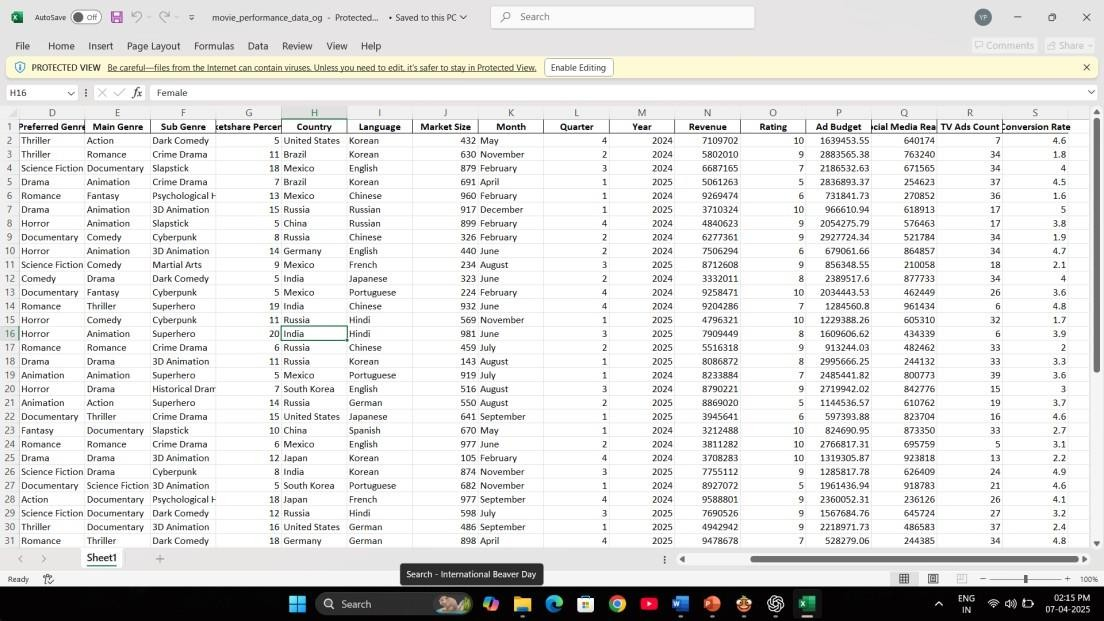 AutoSave Off movie_performance_data_og - Protected... • Saved to this PC Search YP
File Home Insert Page Layout Formulas Data Review View Help Comments Share
PROTECTED VIEW Be careful—files from the Internet can contain viruses. Unless you need to edit, it's safer to stay in Protected View. Enable Editing
H16 fx Female
D E F G H I J K L M N O P Q R S
1 Preferred Genre Main Genre Sub Genre ketshare Percen Country Language Market Size Month Quarter Year Revenue Rating Ad Budget ocial Media Rea TV Ads Count Conversion Rate
2 Thriller Action Dark Comedy 5 United States Korean 432 May 4 2024 7109702 10 1639453.55 640174 7 4.6
3 Thriller Romance Crime Drama 11 Brazil Korean 630 November 2 2024 5802010 9 2883565.38 763240 34 1.8
4 Science Fiction Documentary Slapstick 18 Mexico English 879 February 3 2024 6687165 7 2186532.63 671565 34 4
5 Drama Animation Crime Drama 7 Brazil Korean 691 April 1 2025 5061263 5 2836893.37 254623 37 4.5
6 Romance Fantasy Psychological H 13 Mexico Chinese 960 February 1 2024 9269474 6 731841.73 270852 36 1.6
7 Drama Animation 3D Animation 15 Russia Russian 917 December 1 2025 3710324 10 966610.94 618913 17 5
8 Horror Animation Slapstick 5 China Russian 899 February 4 2024 4840623 9 2054275.79 576463 17 3.8
9 Documentary Comedy Cyberpunk 8 Russia Chinese 326 February 2 2024 6277361 9 2927724.34 521784 34 1.9
10 Horror Animation 3D Animation 14 Germany English 440 June 2 2024 7506294 6 679061.66 864857 34 4.7
11 Science Fiction Comedy Martial Arts 9 Mexico French 234 August 3 2025 8712608 9 856348.55 210058 18 2.1
12 Comedy Drama Dark Comedy 5 India Japanese 323 June 2 2024 3332011 8 2389517.6 877733 34 4
13 Documentary Fantasy Cyberpunk 5 Mexico Portuguese 224 February 4 2024 9258471 10 2034443.53 462449 26 3.6
14 Romance Thriller Superhero 19 India Chinese 932 June 4 2024 9204286 7 1284560.8 961434 6 4.8
15 Horror Comedy Cyberpunk 11 Russia Hindi 569 November 1 2025 4796321 10 1229388.26 605310 32 1.7
16 Horror Animation Superhero 20 India Hindi 981 June 3 2024 7909449 8 1609606.62 434339 6 3.9
17 Romance Romance Crime Drama 6 Russia Chinese 459 July 2 2025 5516318 9 913244.03 482462 33 2
18 Drama Drama 3D Animation 11 Russia Korean 143 August 1 2025 8086872 8 2995666.25 244132 33 3.3
19 Animation Animation Superhero 5 Mexico Portuguese 919 July 1 2024 8233884 7 2485441.82 800773 39 3.6
20 Horror Drama Historical Dram 7 South Korea English 516 August 3 2024 8790221 9 2719942.02 842776 15 3
21 Animation Action Superhero 14 Russia German 550 August 2 2025 8869020 5 1144536.57 610762 19 3.7
22 Documentary Thriller Crime Drama 15 United States Japanese 641 September 1 2025 3945641 6 597393.88 823704 16 4.6
23 Fantasy Documentary Slapstick 10 China Spanish 670 May 1 2024 3212488 10 824690.95 873350 33 2.7
24 Romance Romance Crime Drama 6 Mexico English 977 June 2 2024 3811282 10 2766817.31 695759 5 3.1
25 Drama Drama 3D Animation 12 Japan Korean 105 February 4 2024 3708283 10 1319305.87 923818 13 2.2
26 Science Fiction Drama Cyberpunk 8 India Korean 874 November 3 2025 7755112 9 1285817.78 626409 24 4.9
27 Documentary Science Fiction 3D Animation 5 South Korea Portuguese 682 November 1 2025 8927072 5 1961436.94 918783 21 4.6
28 Action Documentary Psychological H 18 Japan French 977 September 4 2024 9588801 9 2360052.31 236126 26 4.1
29 Science Fiction Documentary Dark Comedy 12 Russia Hindi 598 July 3 2025 7690526 9 1567684.76 645724 27 3.2
30 Thriller Documentary 3D Animation 16 United States German 486 September 1 2025 4942942 9 2218971.73 486583 37 2.4
31 Romance Thriller Dark Comedy 18 Germany German 898 April 4 2025 9478678 7 528279.06 244385 34 4.8
Sheet1
Search - International Beaver Day
Ready 100%
Search ENG 02:15 PM
IN 07-04-2025